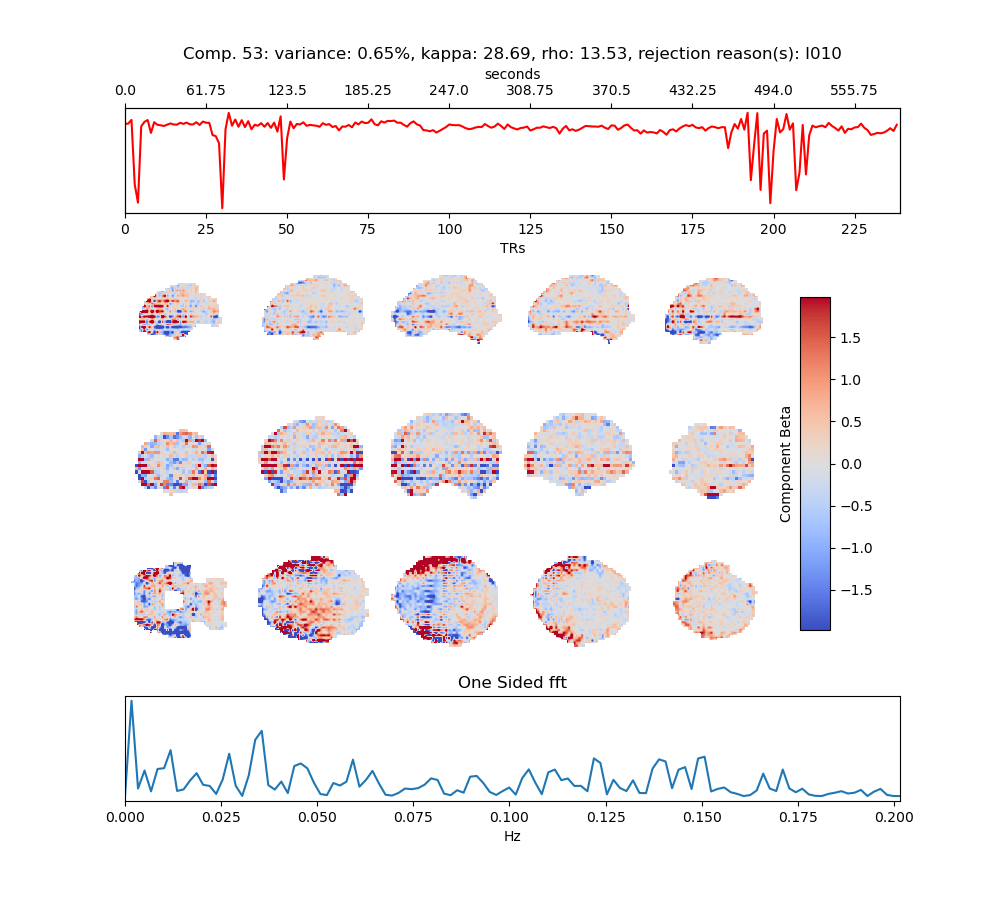 Comp. 53: variance: 0.65%, kappa: 28.69, rho: 13.53, rejection reason(s): I010
seconds
0.0 61.75 123.5 185.25 247.0 308.75 370.5 432.25 494.0 555.75
0 25 50 75 100 125 150 175 200 225
TRs
1.5
1.0
0.5
0.0
−0.5
−1.0
−1.5
Component Beta
One Sided fft
0.000 0.025 0.050 0.075 0.100 0.125 0.150 0.175 0.200
Hz